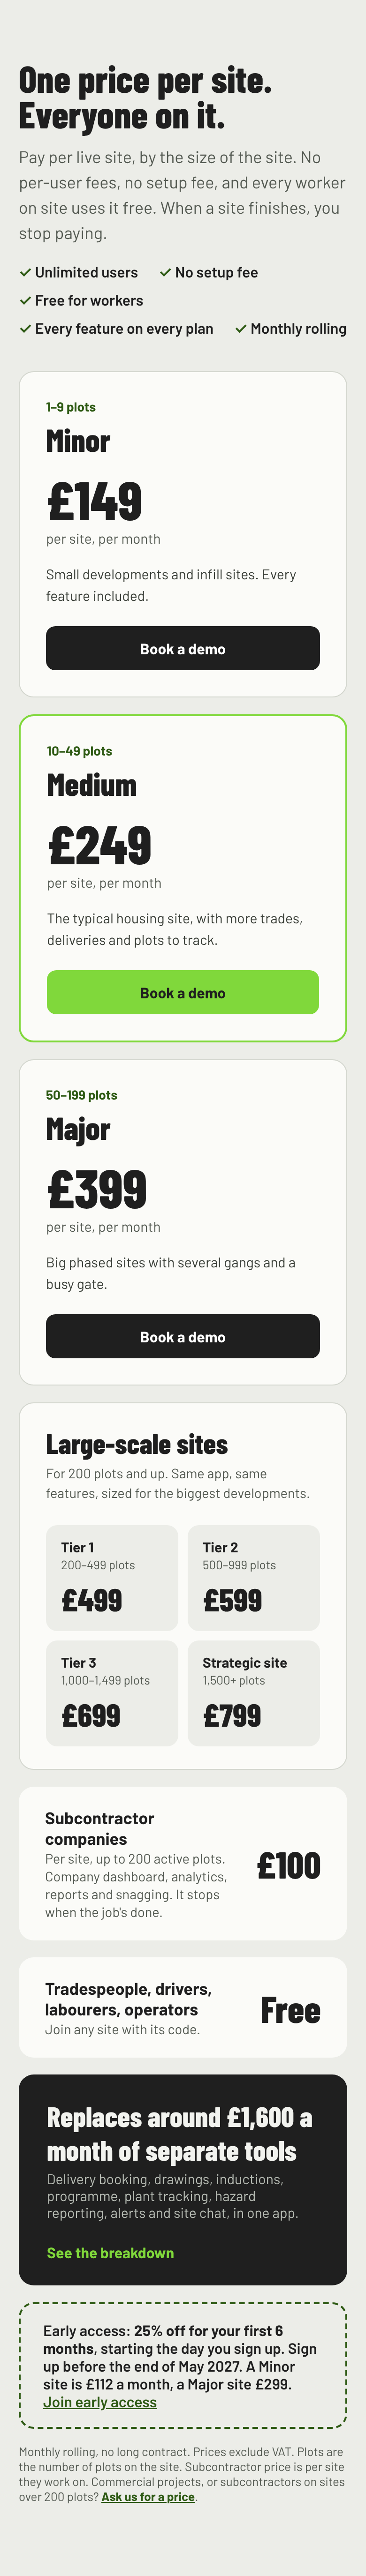 One price per site.
Everyone on it.
Pay per live site, by the size of the site. No
per-user fees, no setup fee, and every worker
on site uses it free. When a site finishes, you
stop paying.
✓ Unlimited users ✓ No setup fee
✓ Free for workers
✓ Every feature on every plan ✓ Monthly rolling
1–9 plots
Minor
£149
per site, per month
Small developments and infill sites. Every
feature included.
Book a demo
10–49 plots
Medium
£249
per site, per month
The typical housing site, with more trades,
deliveries and plots to track.
Book a demo
50–199 plots
Major
£399
per site, per month
Big phased sites with several gangs and a
busy gate.
Book a demo
Large-scale sites
For 200 plots and up. Same app, same
features, sized for the biggest developments.
Tier 1
200–499 plots
£499
Tier 2
500–999 plots
£599
Tier 3
1,000–1,499 plots
£699
Strategic site
1,500+ plots
£799
Subcontractor
companies
Per site, up to 200 active plots.
Company dashboard, analytics,
reports and snagging. It stops
when the job's done.
£100
Tradespeople, drivers,
labourers, operators
Join any site with its code.
Free
Replaces around £1,600 a
month of separate tools
Delivery booking, drawings, inductions,
programme, plant tracking, hazard
reporting, alerts and site chat, in one app.
See the breakdown
Early access: 25% off for your first 6
months, starting the day you sign up. Sign
up before the end of May 2027. A Minor
site is £112 a month, a Major site £299.
Join early access
Monthly rolling, no long contract. Prices exclude VAT. Plots are
the number of plots on the site. Subcontractor price is per site
they work on. Commercial projects, or subcontractors on sites
over 200 plots? Ask us for a price.